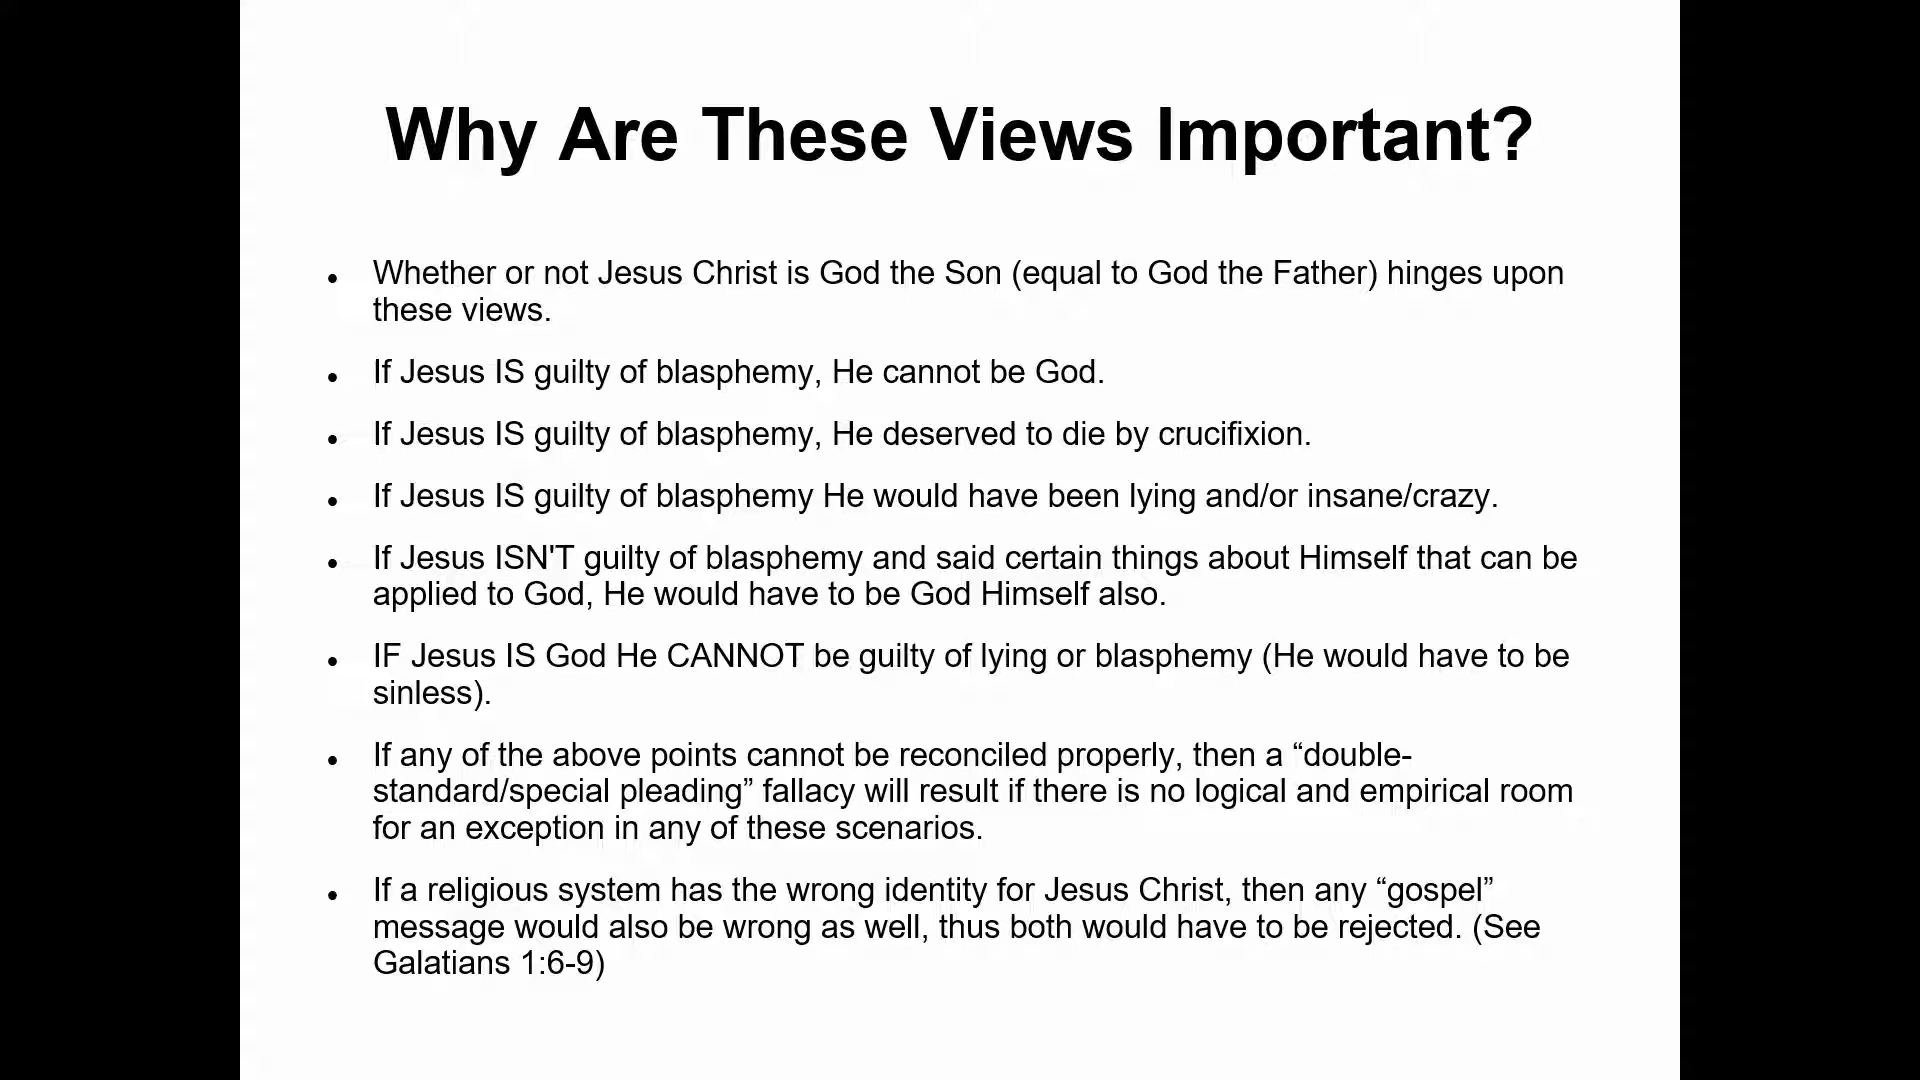 Why Are These Views Important?
• Whether or not Jesus Christ is God the Son (equal to God the Father) hinges upon
these views.
• If Jesus IS guilty of blasphemy, He cannot be God.
• If Jesus IS guilty of blasphemy, He deserved to die by crucifixion.
• If Jesus IS guilty of blasphemy He would have been lying and/or insane/crazy.
• If Jesus ISN'T guilty of blasphemy and said certain things about Himself that can be
applied to God, He would have to be God Himself also.
• IF Jesus IS God He CANNOT be guilty of lying or blasphemy (He would have to be
sinless).
• If any of the above points cannot be reconciled properly, then a “double-
standard/special pleading” fallacy will result if there is no logical and empirical room
for an exception in any of these scenarios.
• If a religious system has the wrong identity for Jesus Christ, then any “gospel”
message would also be wrong as well, thus both would have to be rejected. (See
Galatians 1:6-9)